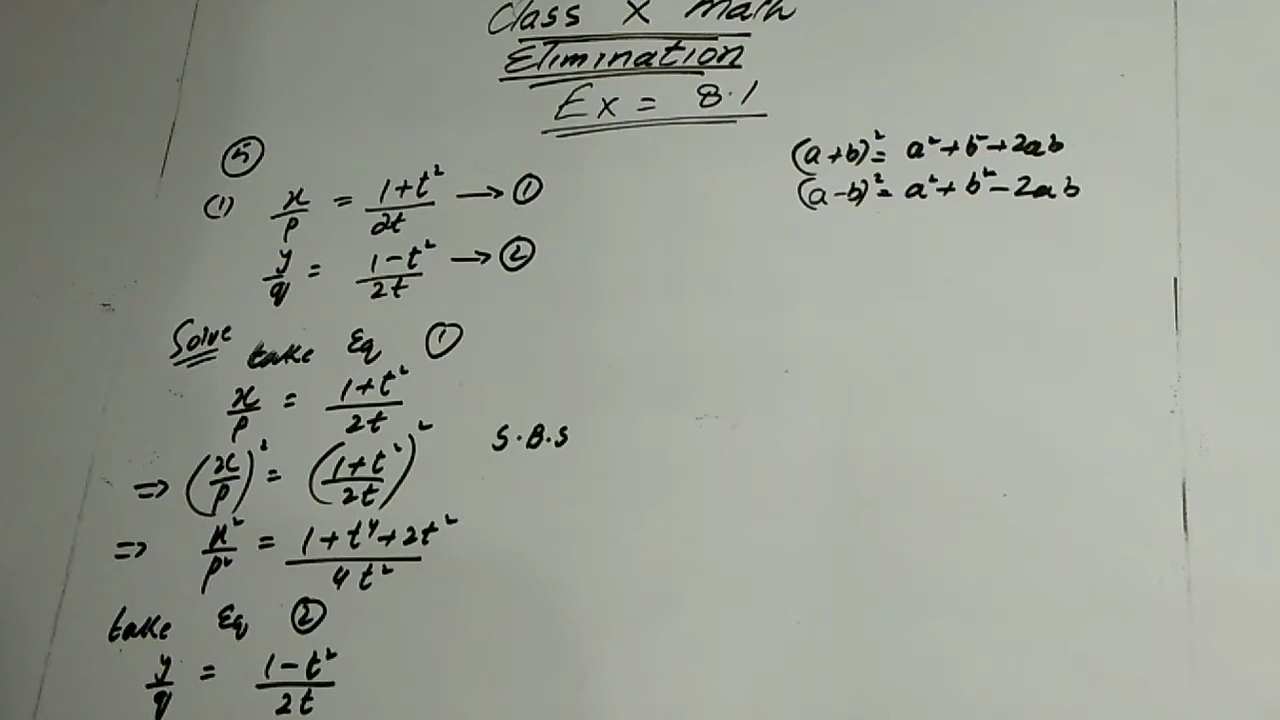 Class X Math
Elimination
Ex = 8.1
(a+b)² = a²+b²+2ab
(a-b)² = a²+b²-2ab
⑤
(1) x/p = (1+t²)/2t → ①
y/q = (1-t²)/2t → ②
Solve take Eq ①
x/p = (1+t²)/2t
⇒ (x/p)² = ((1+t²)/2t)² S.B.S
⇒ x²/p² = (1+t⁴+2t²)/4t²
take Eq ②
y/q = (1-t²)/2t